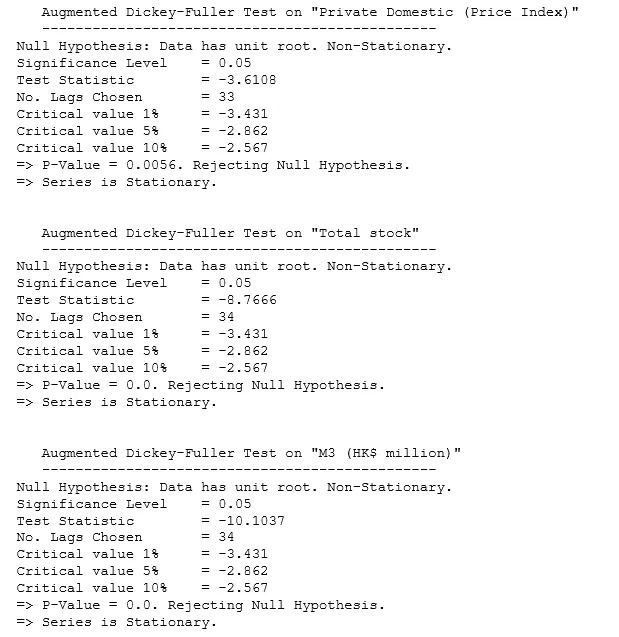 Augmented Dickey-Fuller Test on "Private Domestic (Price Index)"
-----------------------------------------------
Null Hypothesis: Data has unit root. Non-Stationary.
Significance Level    = 0.05
Test Statistic        = -3.6108
No. Lags Chosen       = 33
Critical value 1%     = -3.431
Critical value 5%     = -2.862
Critical value 10%    = -2.567
=> P-Value = 0.0056. Rejecting Null Hypothesis.
=> Series is Stationary.
Augmented Dickey-Fuller Test on "Total stock"
-----------------------------------------------
Null Hypothesis: Data has unit root. Non-Stationary.
Significance Level    = 0.05
Test Statistic        = -8.7666
No. Lags Chosen       = 34
Critical value 1%     = -3.431
Critical value 5%     = -2.862
Critical value 10%    = -2.567
=> P-Value = 0.0. Rejecting Null Hypothesis.
=> Series is Stationary.
Augmented Dickey-Fuller Test on "M3 (HK$ million)"
-----------------------------------------------
Null Hypothesis: Data has unit root. Non-Stationary.
Significance Level    = 0.05
Test Statistic        = -10.1037
No. Lags Chosen       = 34
Critical value 1%     = -3.431
Critical value 5%     = -2.862
Critical value 10%    = -2.567
=> P-Value = 0.0. Rejecting Null Hypothesis.
=> Series is Stationary.